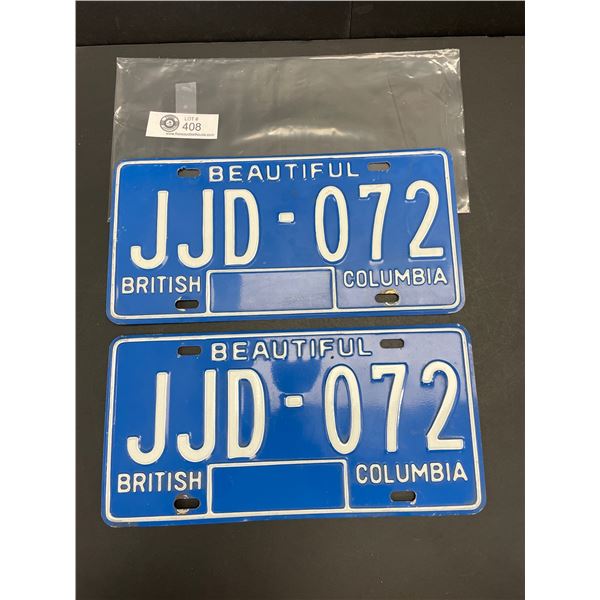 LOT #
408
BEAUTIFUL
JJD-072
BRITISH COLUMBIA
BEAUTIFUL
JJD-072
BRITISH COLUMBIA